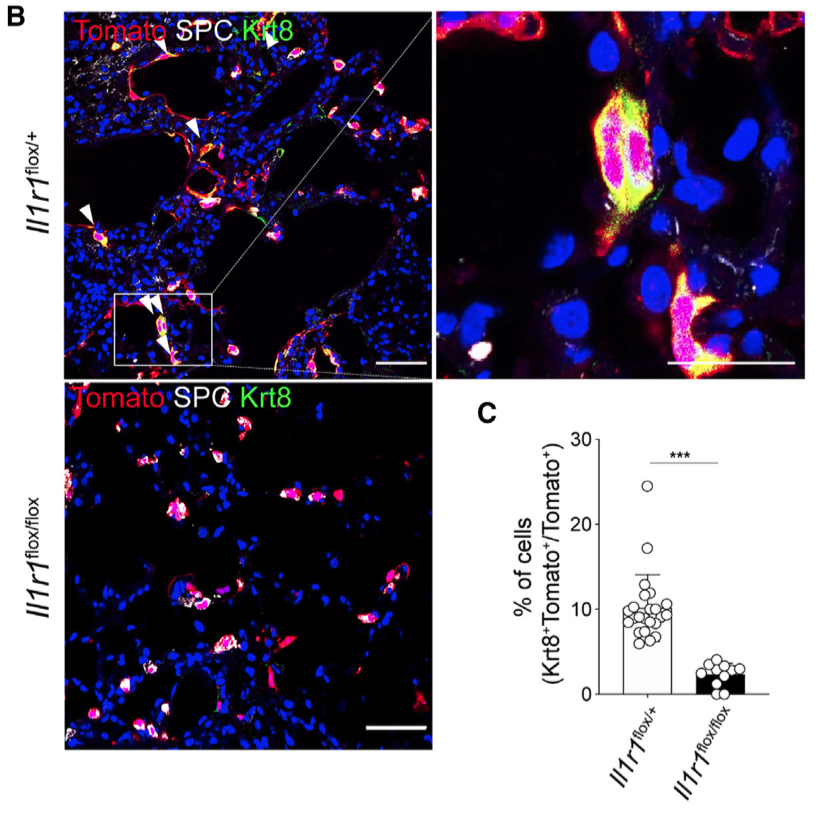 B
Tomato SPC Krt8
Il1r1flox/+
Tomato SPC Krt8
Il1r1flox/flox
C
% of cells
(Krt8+Tomato+/Tomato+)
30
***
20
10
0
Il1r1flox/+
Il1r1flox/flox